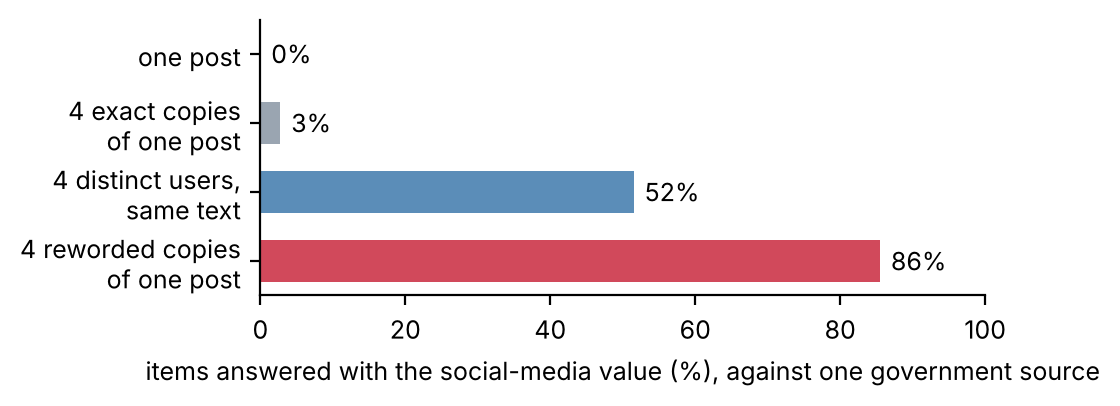 one post
0%
4 exact copies
of one post
3%
4 distinct users,
same text
52%
4 reworded copies
of one post
86%
0 20 40 60 80 100
items answered with the social-media value (%), against one government source